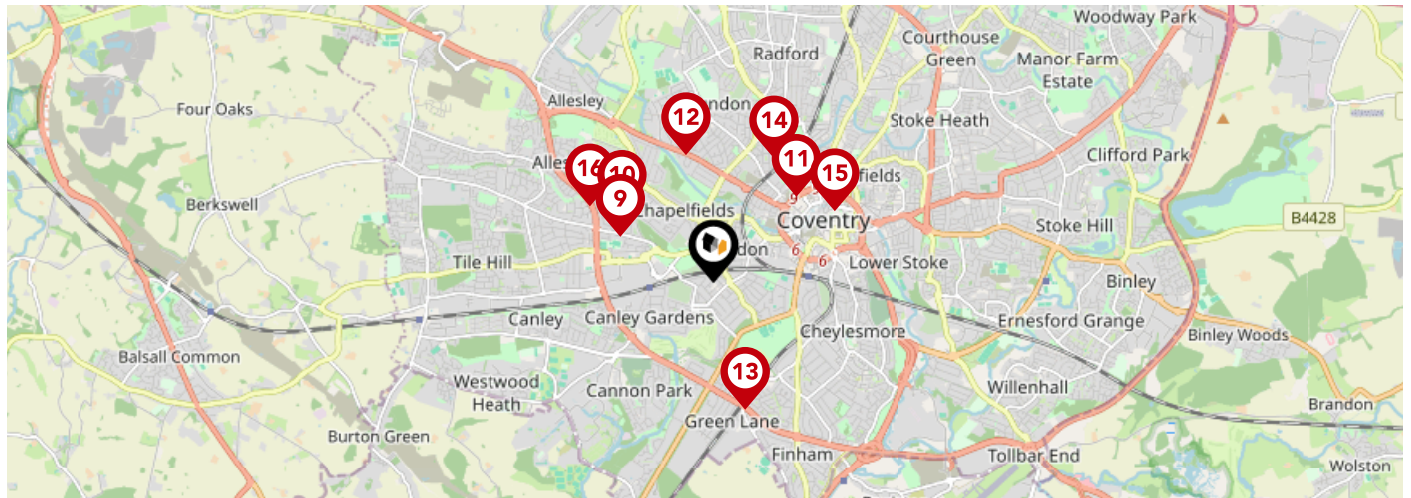 Woodway Park
Courthouse
Green
Radford
Manor Farm
Estate
Allesley
Four Oaks
12
14
Stoke Heath
11
Clifford Park
16
10
15
9
Berkswell
Chapelfields
9
Coventry
B4428
Stoke Hill
Tile Hill
6
6
Lower Stoke
Binley
Canley
Canley Gardens
Cheylesmore
Ernesford Grange
Binley Woods
Balsall Common
13
Westwood
Heath
Cannon Park
Willenhall
Brandon
Green Lane
Burton Green
Finham
Tollbar End
Wolston